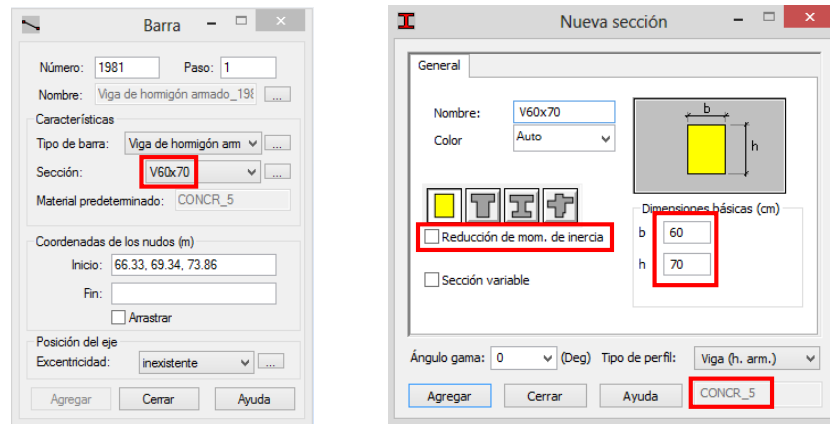 Barra
Número: 1981 Paso: 1
Nombre: Viga de hormigón armado_198 ...
Características
Tipo de barra: Viga de hormigón arm ...
Sección: V60x70 ...
Material predeterminado: CONCR_5
Coordenadas de los nudos (m)
Inicio: 66.33, 69.34, 73.86
Fin:
Arrastrar
Posición del eje
Excentricidad: inexistente ...
Agregar Cerrar Ayuda
Nueva sección
General
Nombre: V60x70
Color Auto
b
h
Reducción de mom. de inercia
Sección variable
Dimensiones básicas (cm)
b 60
h 70
Ángulo gama: 0 (Deg) Tipo de perfil: Viga (h. arm.)
Agregar Cerrar Ayuda CONCR_5